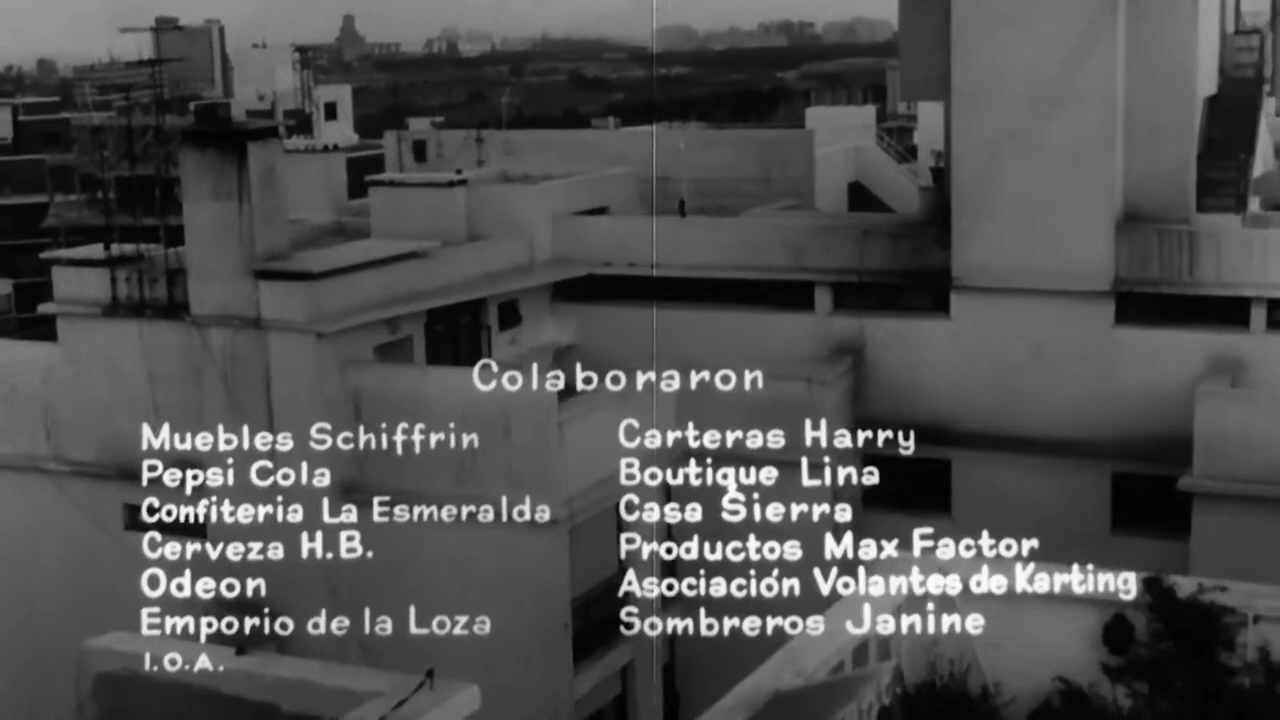 Colaboraron
Muebles Schiffrin
Pepsi Cola
Confiteria La Esmeralda
Cerveza H.B.
Odeon
Emporio de la Loza
I.O.A.
Carteras Harry
Boutique Lina
Casa Sierra
Productos Max Factor
Asociación Volantes de Karting
Sombreros Janine